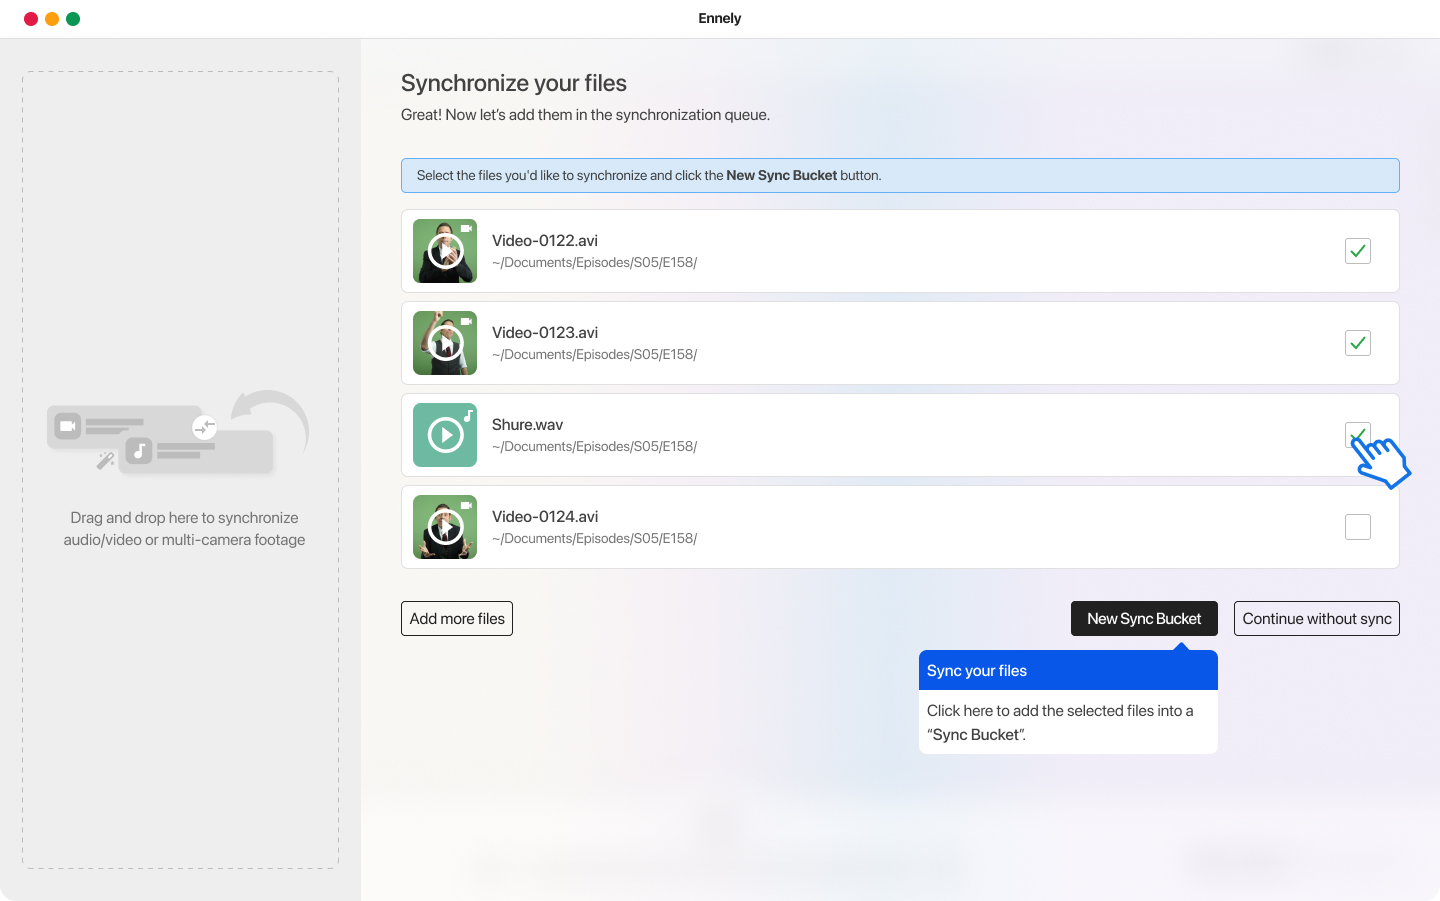 Ennely
Synchronize your files
Great! Now let’s add them in the synchronization queue.
Select the files you'd like to synchronize and click the New Sync Bucket button.
Video-0122.avi
~/Documents/Episodes/S05/E158/
Video-0123.avi
~/Documents/Episodes/S05/E158/
Shure.wav
~/Documents/Episodes/S05/E158/
Video-0124.avi
~/Documents/Episodes/S05/E158/
Drag and drop here to synchronize
audio/video or multi-camera footage
Add more files
New Sync Bucket
Continue without sync
Sync your files
Click here to add the selected files into a
“Sync Bucket”.